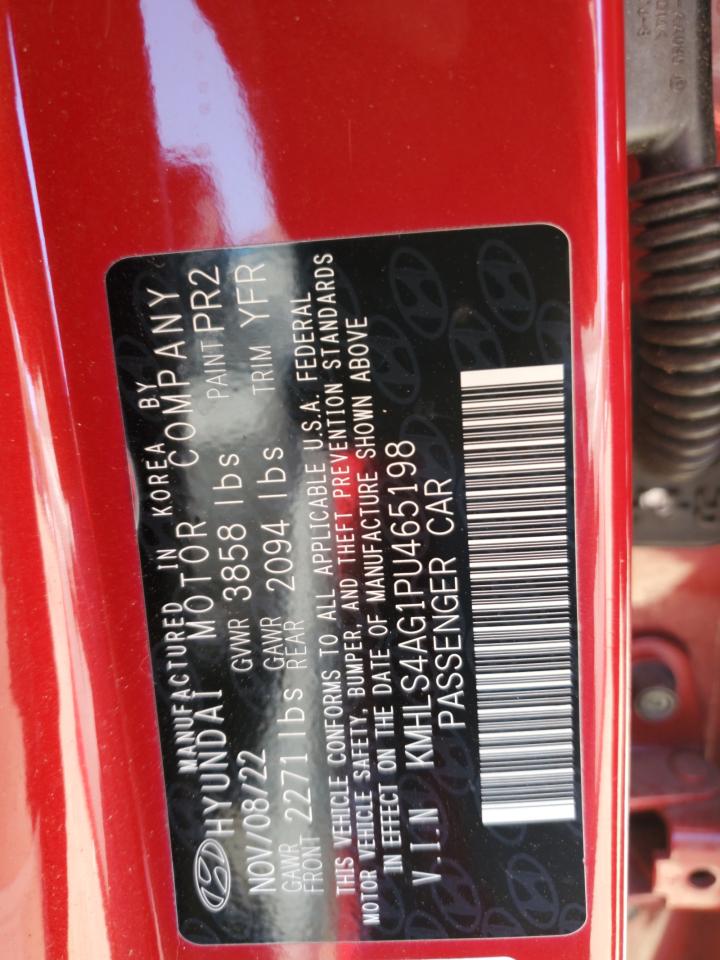 MANUFACTURED IN KOREA BY
HYUNDAI MOTOR COMPANY
NOV/08/22 GVWR 3858 lbs PAINT PR2
GAWR FRONT 2271 lbs GAWR REAR 2094 lbs TRIM YFR
THIS VEHICLE CONFORMS TO ALL APPLICABLE U.S.A. FEDERAL
MOTOR VEHICLE SAFETY, BUMPER, AND THEFT PREVENTION STANDARDS
IN EFFECT ON THE DATE OF MANUFACTURE SHOWN ABOVE
V.I.N KMHLS4AG1PU465198
PASSENGER CAR